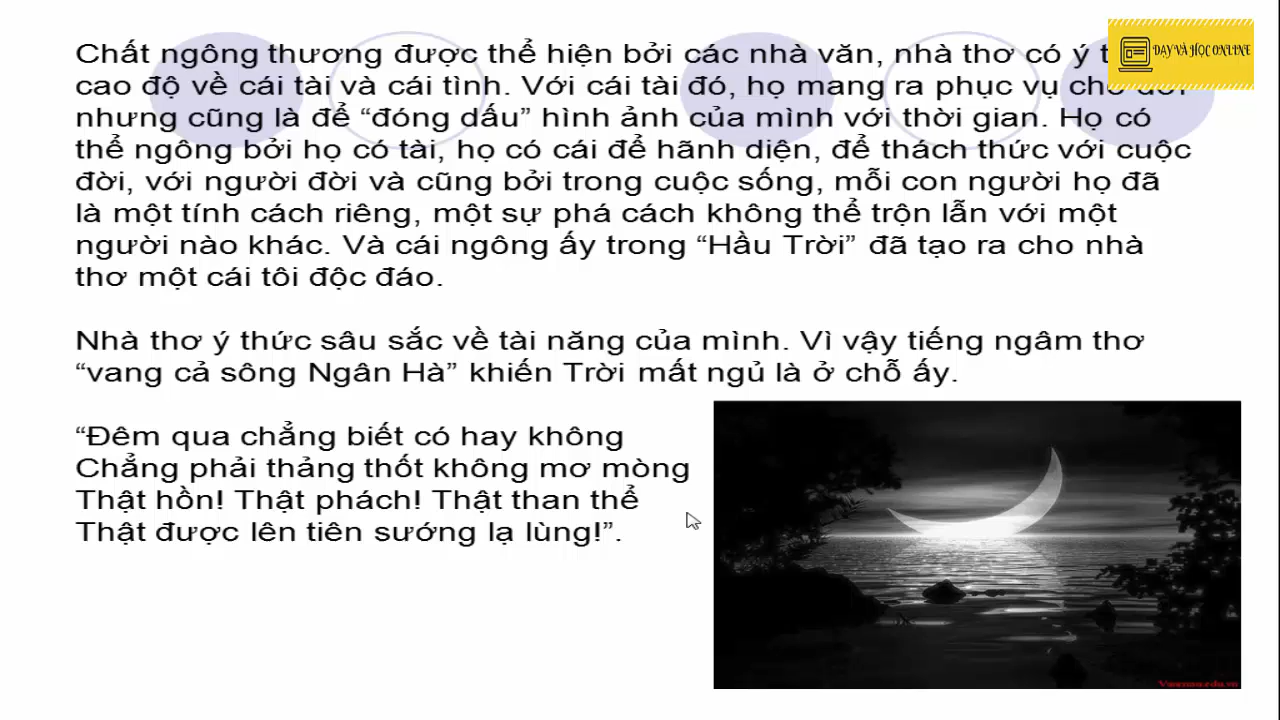 Chất ngông thương được thể hiện bởi các nhà văn, nhà thơ có ý
DẠY VÀ HỌC ONLINE
cao độ về cái tài và cái tình. Với cái tài đó, họ mang ra phục vụ cho đời
nhưng cũng là để “đóng dấu” hình ảnh của mình với thời gian. Họ có
thể ngông bởi họ có tài, họ có cái để hãnh diện, để thách thức với cuộc
đời, với người đời và cũng bởi trong cuộc sống, mỗi con người họ đã
là một tính cách riêng, một sự phá cách không thể trộn lẫn với một
người nào khác. Và cái ngông ấy trong “Hầu Trời” đã tạo ra cho nhà
thơ một cái tôi độc đáo.
Nhà thơ ý thức sâu sắc về tài năng của mình. Vì vậy tiếng ngâm thơ
“vang cả sông Ngân Hà” khiến Trời mất ngủ là ở chỗ ấy.
“Đêm qua chẳng biết có hay không
Chẳng phải thảng thốt không mơ mòng
Thật hồn! Thật phách! Thật than thể
Thật được lên tiên sướng lạ lùng!”.